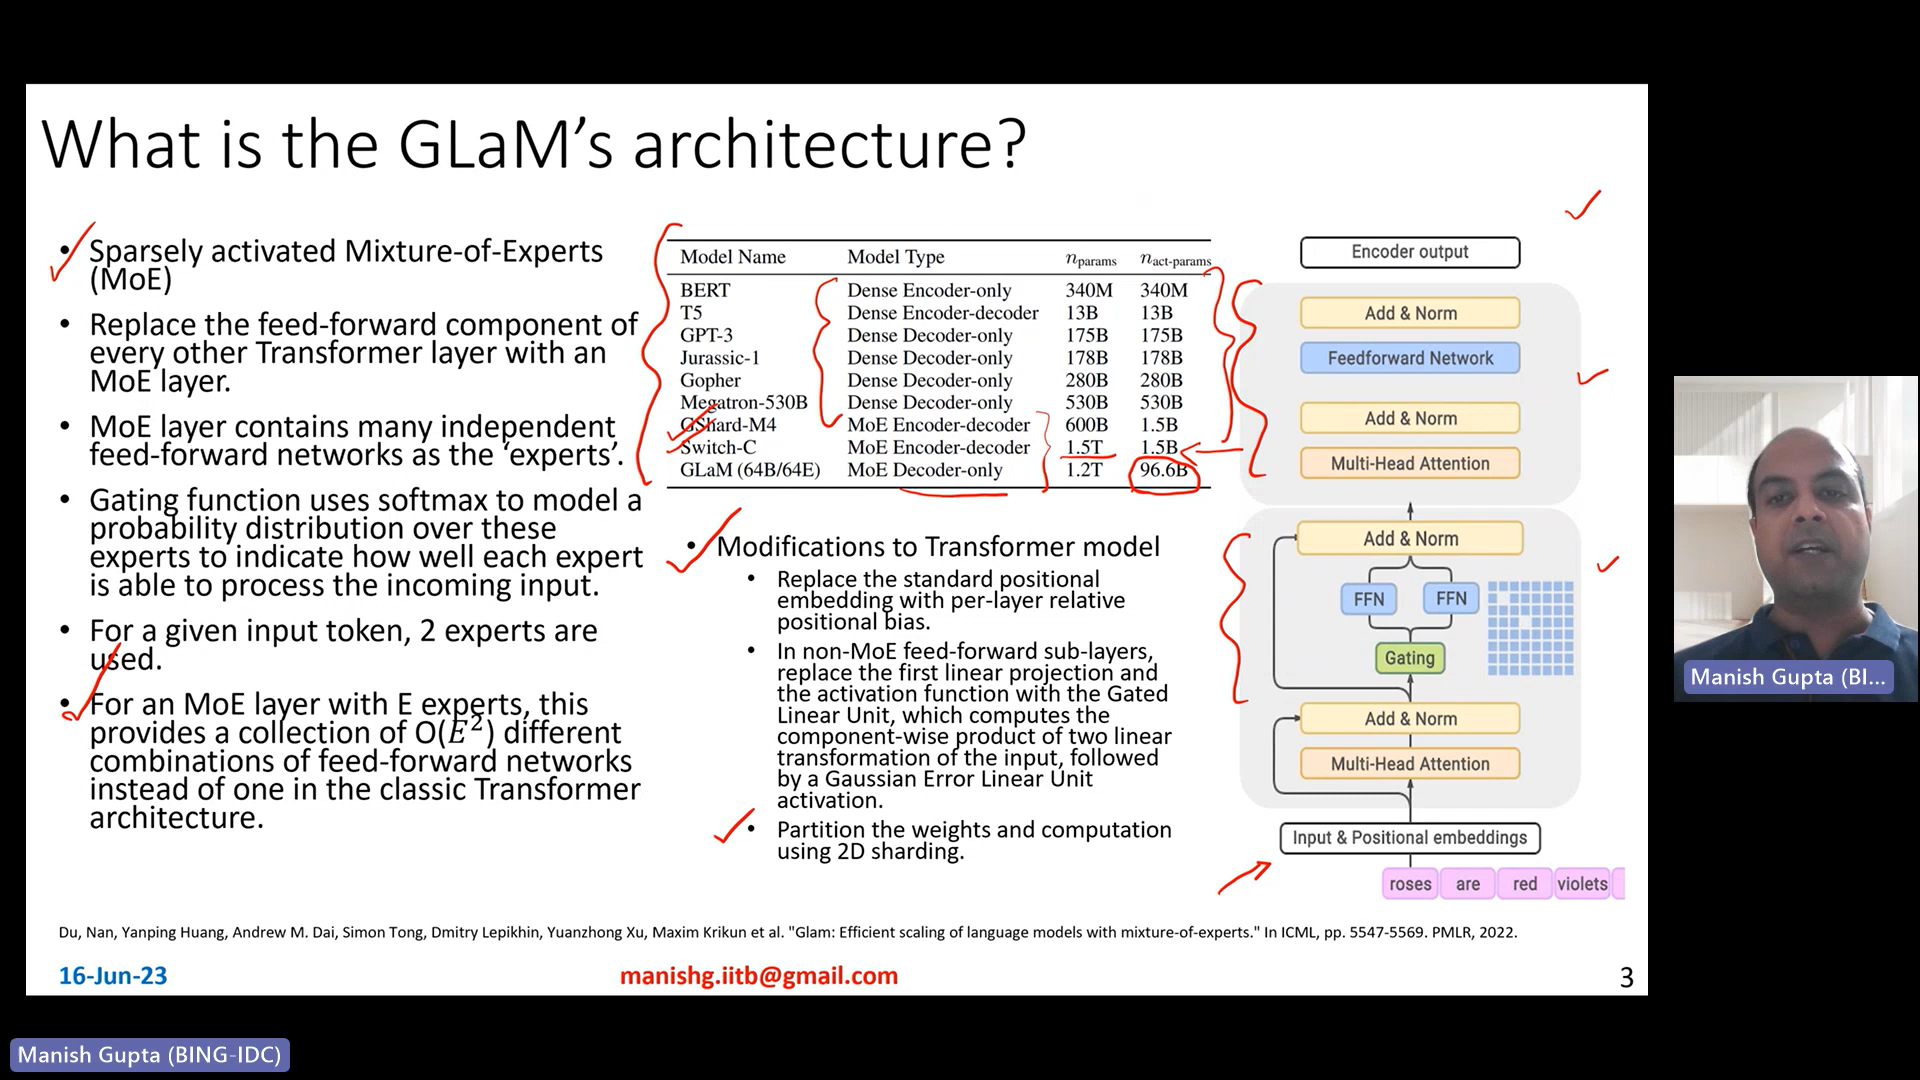 What is the GLaM's architecture?
• Sparsely activated Mixture-of-Experts
(MoE)
• Replace the feed-forward component of
every other Transformer layer with an
MoE layer.
• MoE layer contains many independent
feed-forward networks as the ‘experts’.
• Gating function uses softmax to model a
probability distribution over these
experts to indicate how well each expert
is able to process the incoming input.
• For a given input token, 2 experts are
used.
• For an MoE layer with E experts, this
provides a collection of O(E²) different
combinations of feed-forward networks
instead of one in the classic Transformer
architecture.
Model Name Model Type n_params n_act-params
BERT Dense Encoder-only 340M 340M
T5 Dense Encoder-decoder 13B 13B
GPT-3 Dense Decoder-only 175B 175B
Jurassic-1 Dense Decoder-only 178B 178B
Gopher Dense Decoder-only 280B 280B
Megatron-530B Dense Decoder-only 530B 530B
GShard-M4 MoE Encoder-decoder 600B 1.5B
Switch-C MoE Encoder-decoder 1.5T 1.5B
GLaM (64B/64E) MoE Decoder-only 1.2T 96.6B
• Modifications to Transformer model
• Replace the standard positional
embedding with per-layer relative
positional bias.
• In non-MoE feed-forward sub-layers,
replace the first linear projection and
the activation function with the Gated
Linear Unit, which computes the
component-wise product of two linear
transformation of the input, followed
by a Gaussian Error Linear Unit
activation.
• Partition the weights and computation
using 2D sharding.
Encoder output
Add & Norm
Feedforward Network
Add & Norm
Multi-Head Attention
Add & Norm
FFN FFN
Gating
Add & Norm
Multi-Head Attention
Input & Positional embeddings
roses are red violets
Du, Nan, Yanping Huang, Andrew M. Dai, Simon Tong, Dmitry Lepikhin, Yuanzhong Xu, Maxim Krikun et al. "Glam: Efficient scaling of language models with mixture-of-experts." In ICML, pp. 5547-5569. PMLR, 2022.
16-Jun-23 manishg.iitb@gmail.com 3
Manish Gupta (BI...
Manish Gupta (BING-IDC)